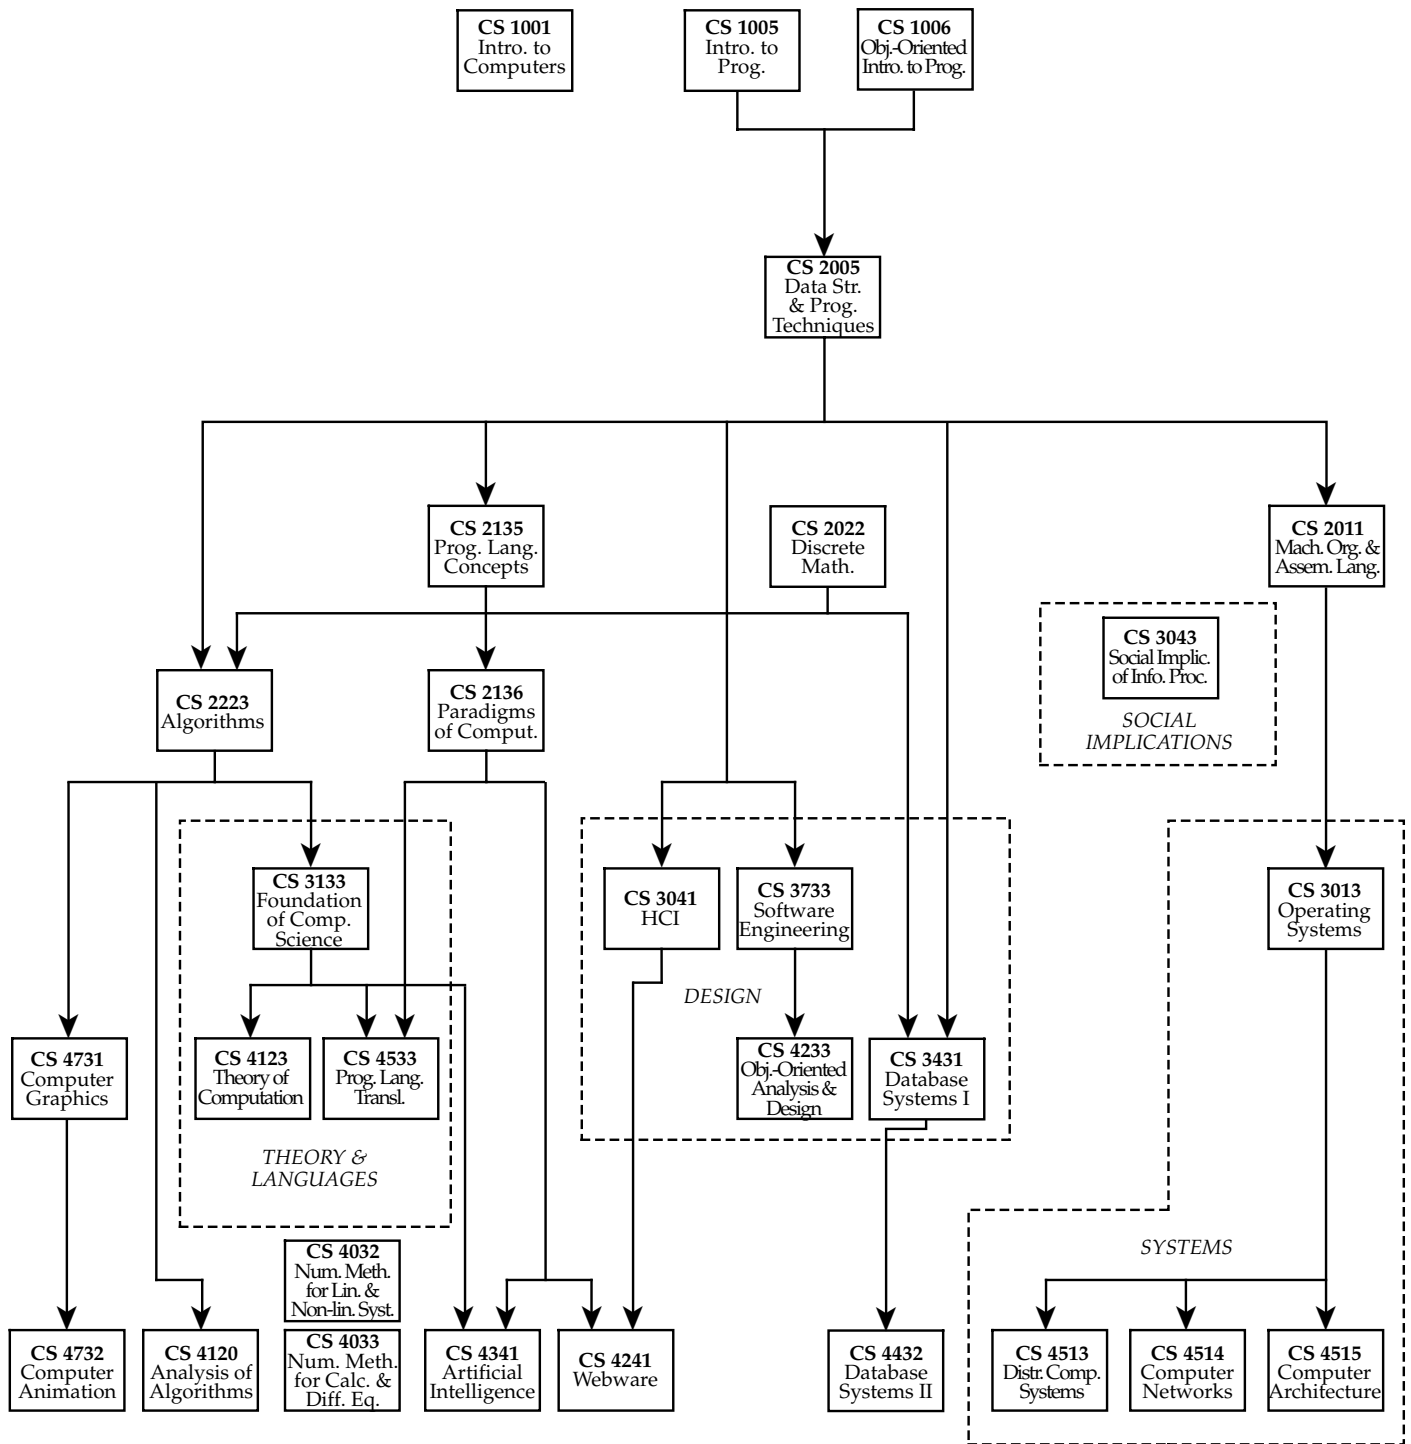 CS 1001
Intro. to
Computers
CS 1005
Intro. to
Prog.
CS 1006
Obj.-Oriented
Intro. to Prog.
CS 2005
Data Str.
& Prog.
Techniques
CS 2135
Prog. Lang.
Concepts
CS 2022
Discrete
Math.
CS 2011
Mach. Org. &
Assem. Lang.
CS 3043
Social Implic.
of Info. Proc.
SOCIAL
IMPLICATIONS
CS 2223
Algorithms
CS 2136
Paradigms
of Comput.
CS 3133
Foundation
of Comp.
Science
CS 3041
HCI
CS 3733
Software
Engineering
CS 3013
Operating
Systems
DESIGN
CS 4731
Computer
Graphics
CS 4123
Theory of
Computation
CS 4533
Prog. Lang.
Transl.
CS 4233
Obj.-Oriented
Analysis &
Design
CS 3431
Database
Systems I
THEORY &
LANGUAGES
SYSTEMS
CS 4032
Num. Meth.
for Lin. &
Non-lin. Syst.
CS 4732
Computer
Animation
CS 4120
Analysis of
Algorithms
CS 4033
Num. Meth.
for Calc. &
Diff. Eq.
CS 4341
Artificial
Intelligence
CS 4241
Webware
CS 4432
Database
Systems II
CS 4513
Distr. Comp.
Systems
CS 4514
Computer
Networks
CS 4515
Computer
Architecture